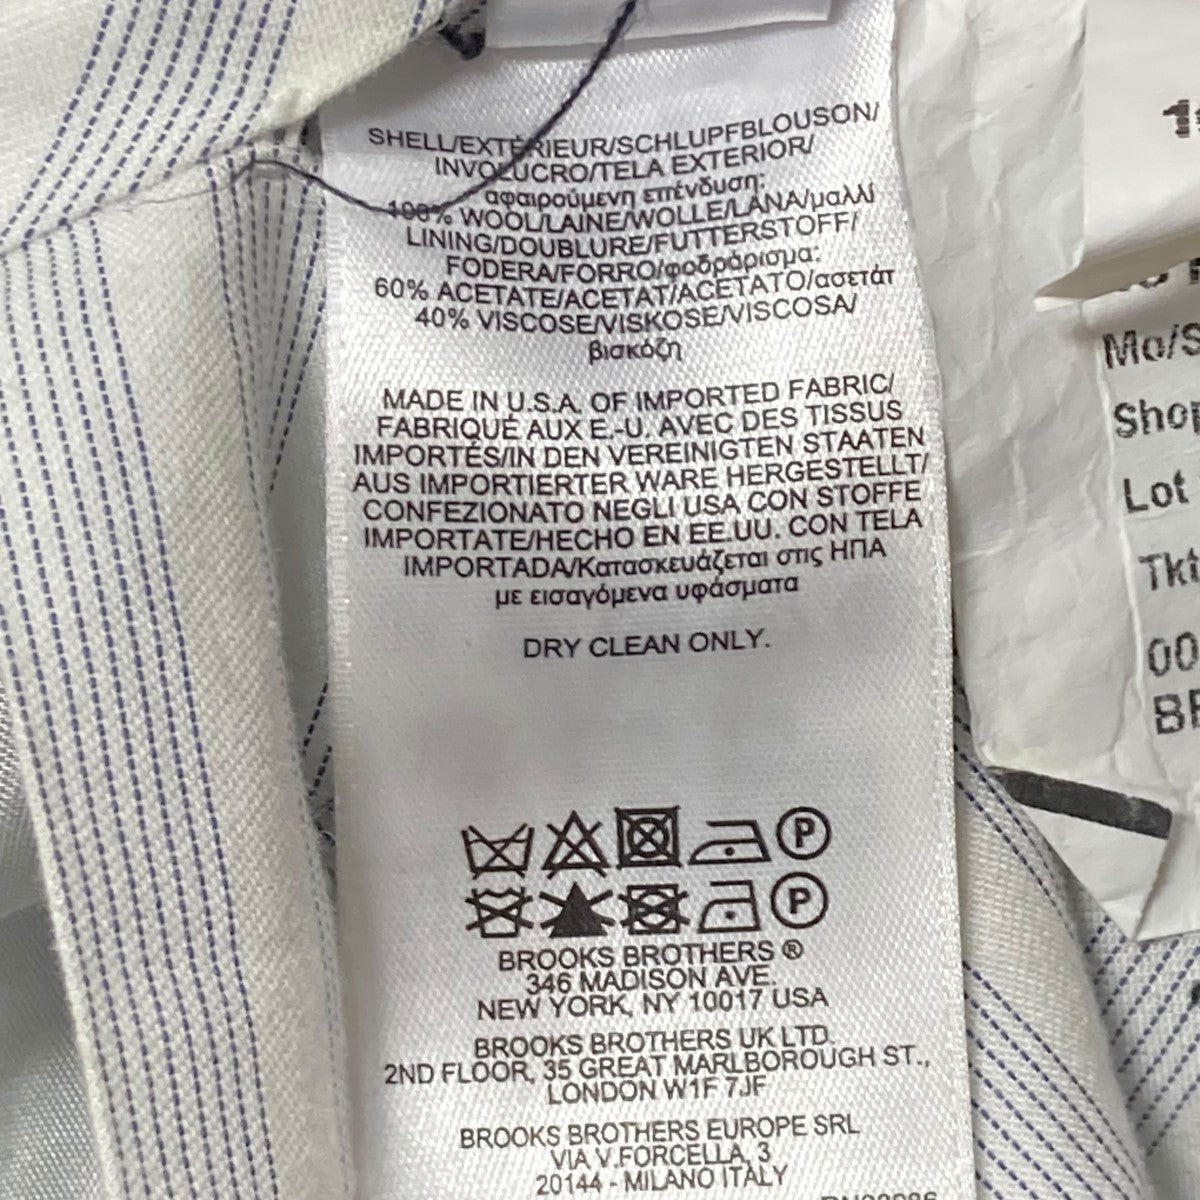 SHELL/EXTÉRIEUR/SCHLUPFBLOUSON/
INVOLUCRO/TELA EXTERIOR/
αφαιρούμενη επένδυση:
100% WOOL/LAINE/WOLLE/LANA/μαλλί
LINING/DOUBLURE/FUTTERSTOFF/
FODERA/FORRO/φοδράρισμα:
60% ACETATE/ACETAT/ACETATO/ασετάτ
40% VISCOSE/VISKOSE/VISCOSA/
βισκόζη
MADE IN U.S.A. OF IMPORTED FABRIC/
FABRIQUÉ AUX E.-U. AVEC DES TISSUS
IMPORTÉS/IN DEN VEREINIGTEN STAATEN
AUS IMPORTIERTER WARE HERGESTELLT/
CONFEZIONATO NEGLI USA CON STOFFE
IMPORTATE/HECHO EN EE.UU. CON TELA
IMPORTADA/Κατασκευάζεται στις ΗΠΑ
με εισαγόμενα υφάσματα
DRY CLEAN ONLY.
P
P
BROOKS BROTHERS ®
346 MADISON AVE.
NEW YORK, NY 10017 USA
BROOKS BROTHERS UK LTD.
2ND FLOOR, 35 GREAT MARLBOROUGH ST.,
LONDON W1F 7JF
BROOKS BROTHERS EUROPE SRL
VIA V.FORCELLA, 3
20144 - MILANO ITALY
Mo/S
Shop
Lot
Tkt
00